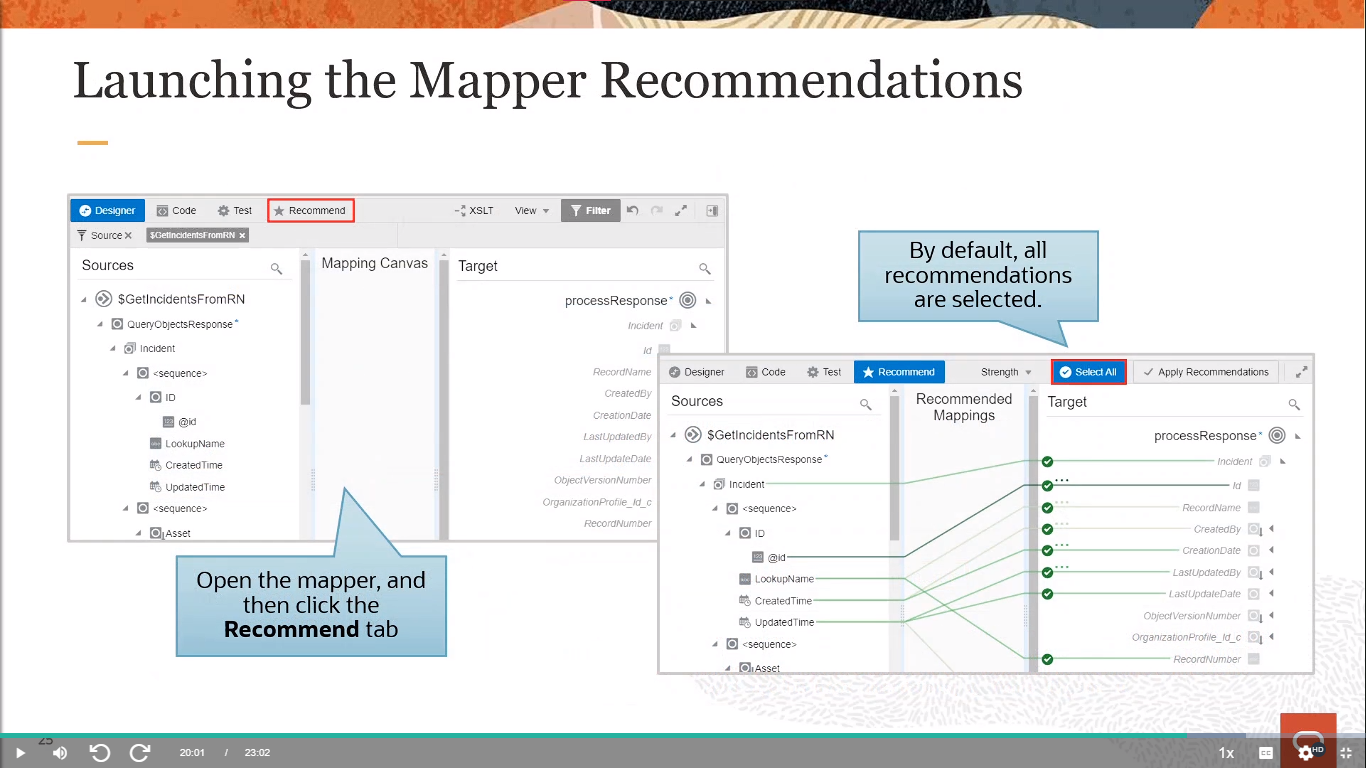 Launching the Mapper Recommendations
Designer Code Test Recommend XSLT View Filter
Source × $GetIncidentsFromRN ×
Sources Mapping Canvas Target
$GetIncidentsFromRN processResponse*
QueryObjectsResponse* Incident
Incident Id
<sequence> RecordName
ID CreatedBy
@id CreationDate
LookupName LastUpdatedBy
CreatedTime LastUpdateDate
UpdatedTime ObjectVersionNumber
<sequence> OrganizationProfile_Id_c
Asset RecordNumber
Open the mapper, and
then click the
Recommend tab
By default, all
recommendations
are selected.
Designer Code Test Recommend Strength Select All Apply Recommendations
Sources Recommended Target
Mappings
$GetIncidentsFromRN processResponse*
QueryObjectsResponse* Incident
Incident Id
<sequence> RecordName
ID CreatedBy
@id CreationDate
LookupName LastUpdatedBy
CreatedTime LastUpdateDate
UpdatedTime ObjectVersionNumber
<sequence> OrganizationProfile_Id_c
Asset RecordNumber
25
20:01 / 23:02 1x CC HD